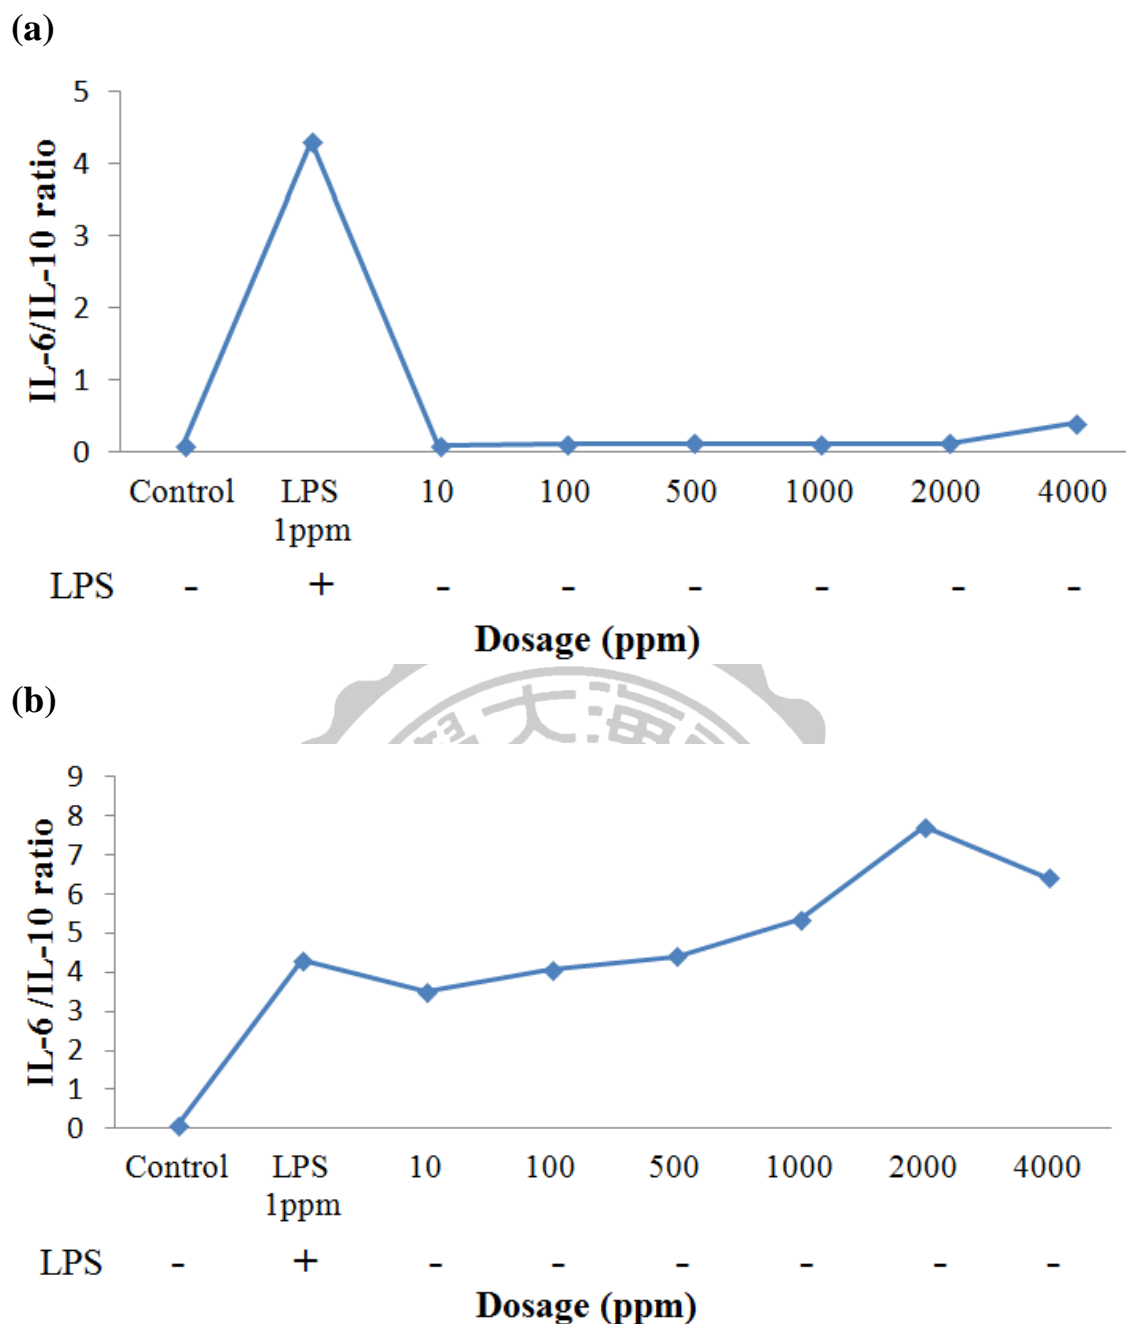 (a)
5
4
3
2
1
0
IL-6/IL-10 ratio
Control LPS 10 100 500 1000 2000 4000
1ppm
LPS - + - - - - - -
Dosage (ppm)
大海
(b)
9
8
7
6
5
4
3
2
1
0
IL-6 /IL-10 ratio
Control LPS 10 100 500 1000 2000 4000
1ppm
LPS - + - - - - - -
Dosage (ppm)